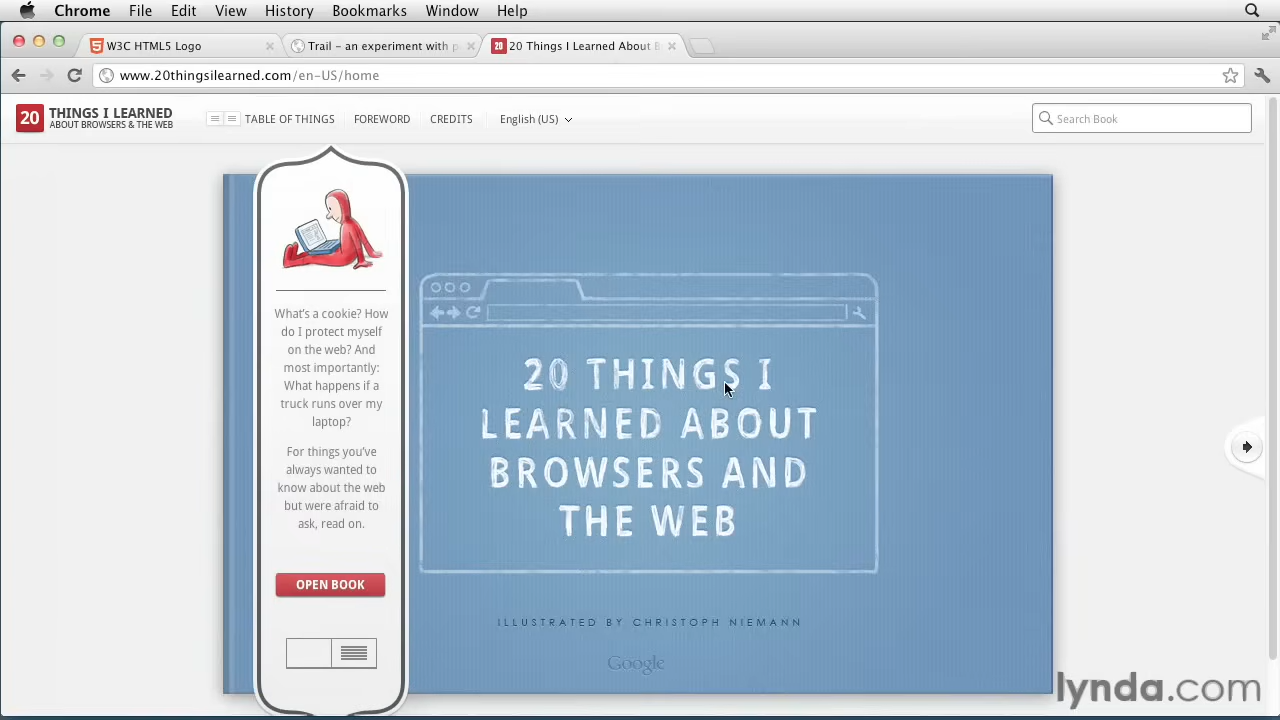 Chrome File Edit View History Bookmarks Window Help
W3C HTML5 Logo
Trail – an experiment with p
20 Things I Learned About B
www.20thingsilearned.com/en-US/home
20 THINGS I LEARNED
ABOUT BROWSERS & THE WEB
TABLE OF THINGS FOREWORD CREDITS English (US)
Search Book
What's a cookie? How
do I protect myself
on the web? And
most importantly:
What happens if a
truck runs over my
laptop?
For things you've
always wanted to
know about the web
but were afraid to
ask, read on.
OPEN BOOK
20 THINGS I
LEARNED ABOUT
BROWSERS AND
THE WEB
ILLUSTRATED BY CHRISTOPH NIEMANN
Google
lynda.com